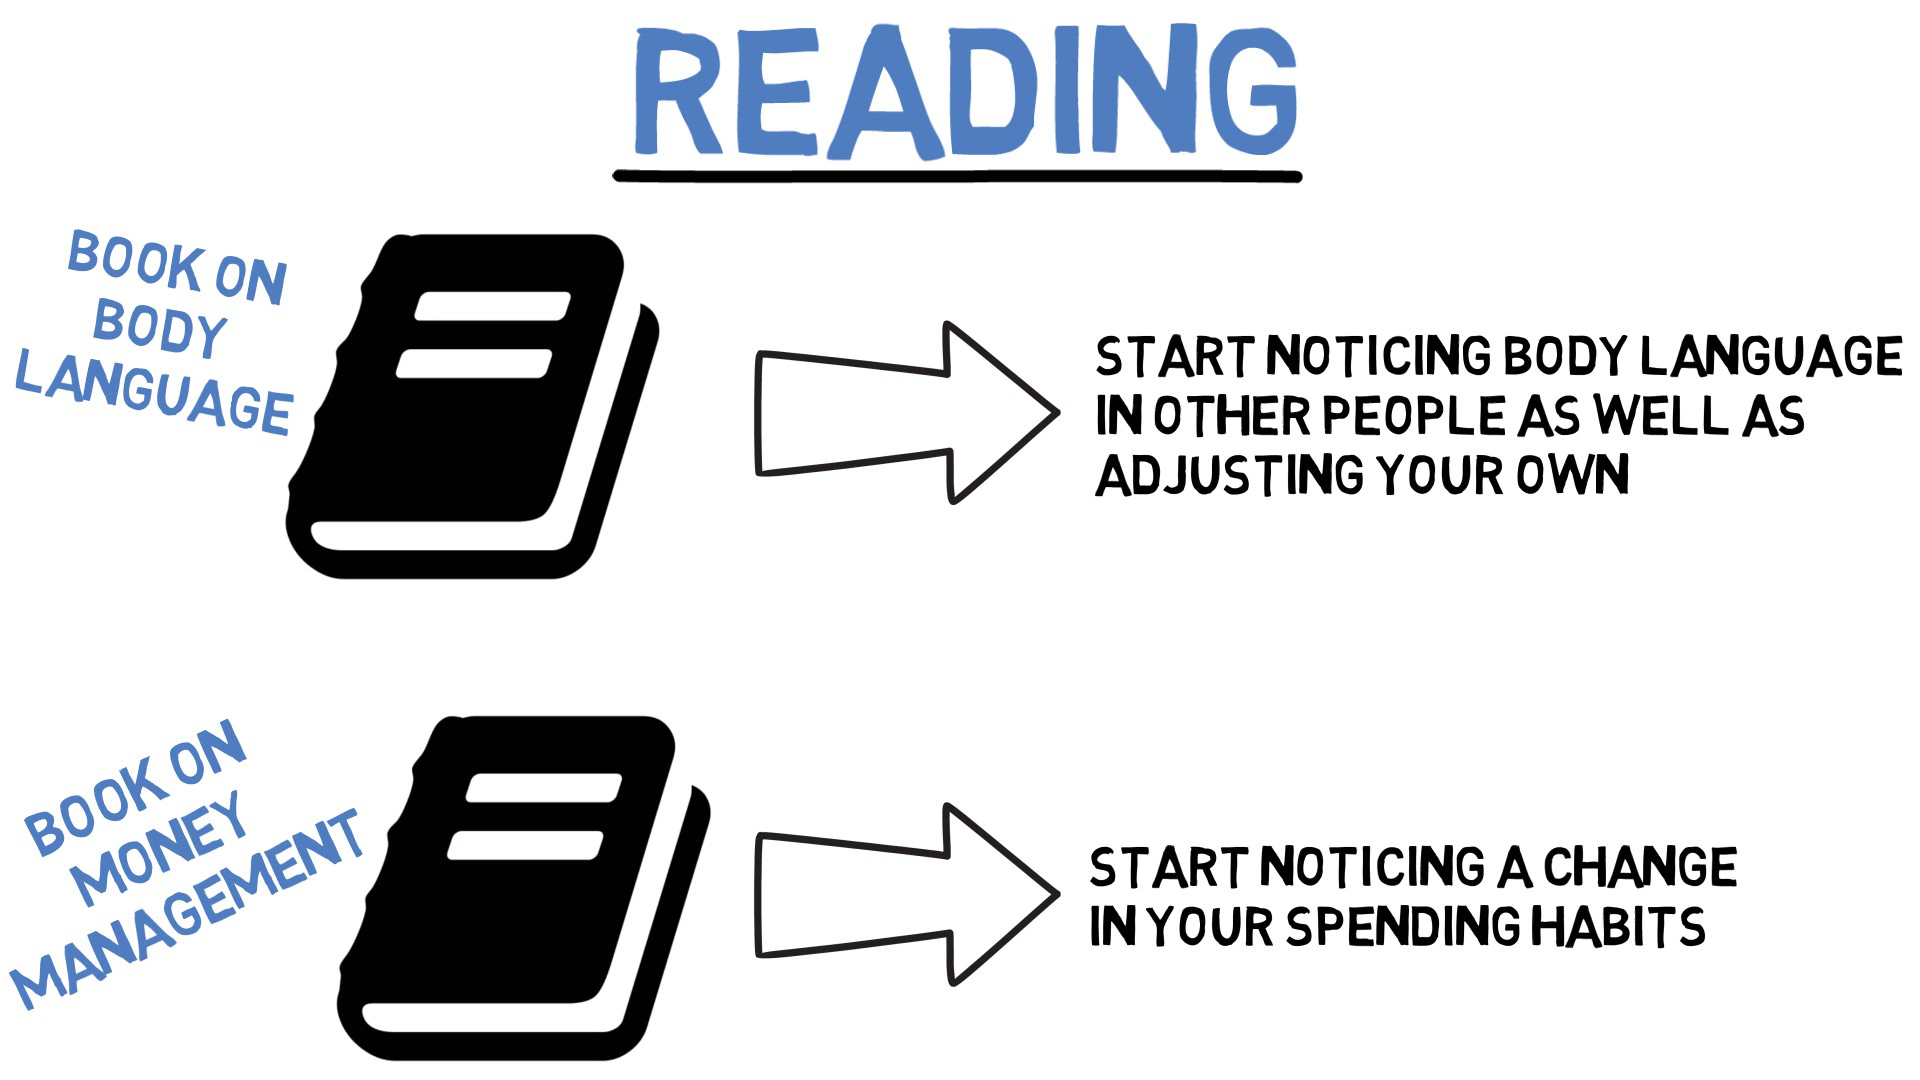 READING
BOOK ON
BODY
LANGUAGE
START NOTICING BODY LANGUAGE
IN OTHER PEOPLE AS WELL AS
ADJUSTING YOUR OWN
BOOK ON
MONEY
MANAGEMENT
START NOTICING A CHANGE
IN YOUR SPENDING HABITS